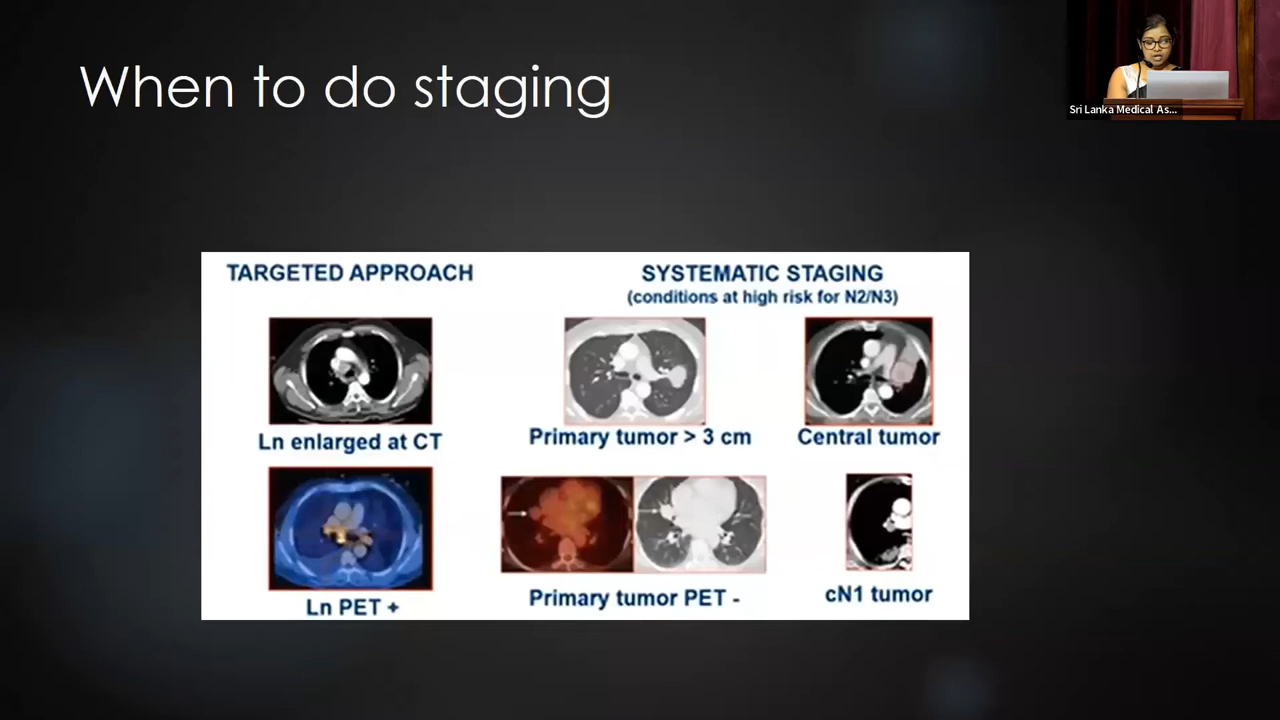 When to do staging
Sri Lanka Medical As...
TARGETED APPROACH
Ln enlarged at CT
Ln PET +
SYSTEMATIC STAGING
(conditions at high risk for N2/N3)
Primary tumor > 3 cm
Central tumor
Primary tumor PET -
cN1 tumor